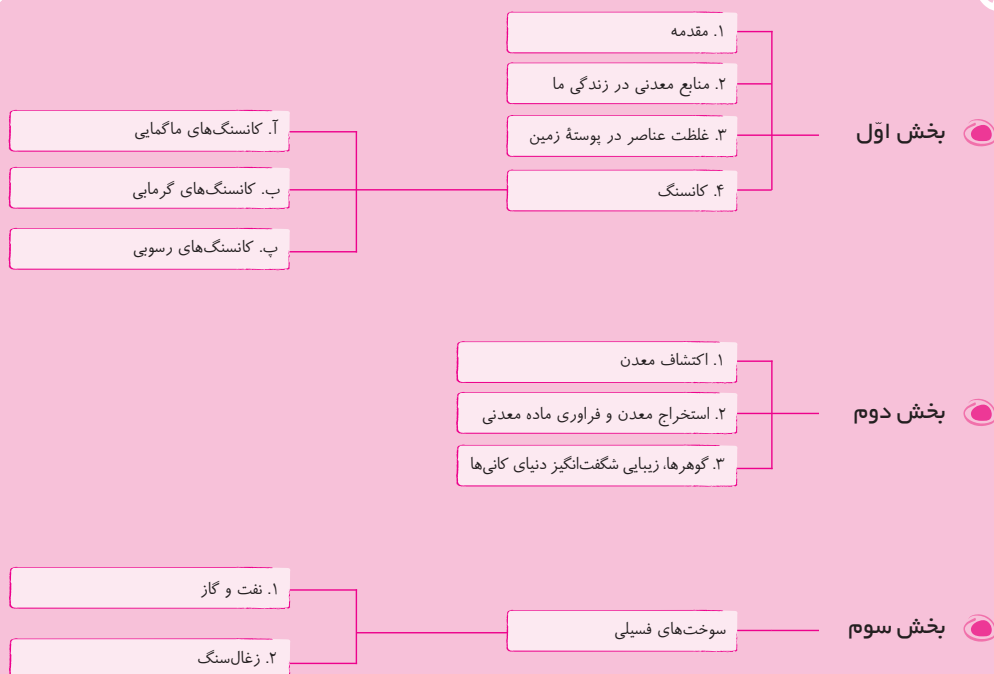 بخش اوّل
۱. مقدمه
۲. منابع معدنی در زندگی ما
۳. غلظت عناصر در پوستهٔ زمین
۴. کانسنگ
آ. کانسنگ‌های ماگمایی
ب. کانسنگ‌های گرمابی
پ. کانسنگ‌های رسوبی
بخش دوم
۱. اکتشاف معدن
۲. استخراج معدن و فراوری ماده معدنی
۳. گوهرها، زیبایی شگفت‌انگیز دنیای کانی‌ها
بخش سوم
سوخت‌های فسیلی
۱. نفت و گاز
۲. زغال‌سنگ